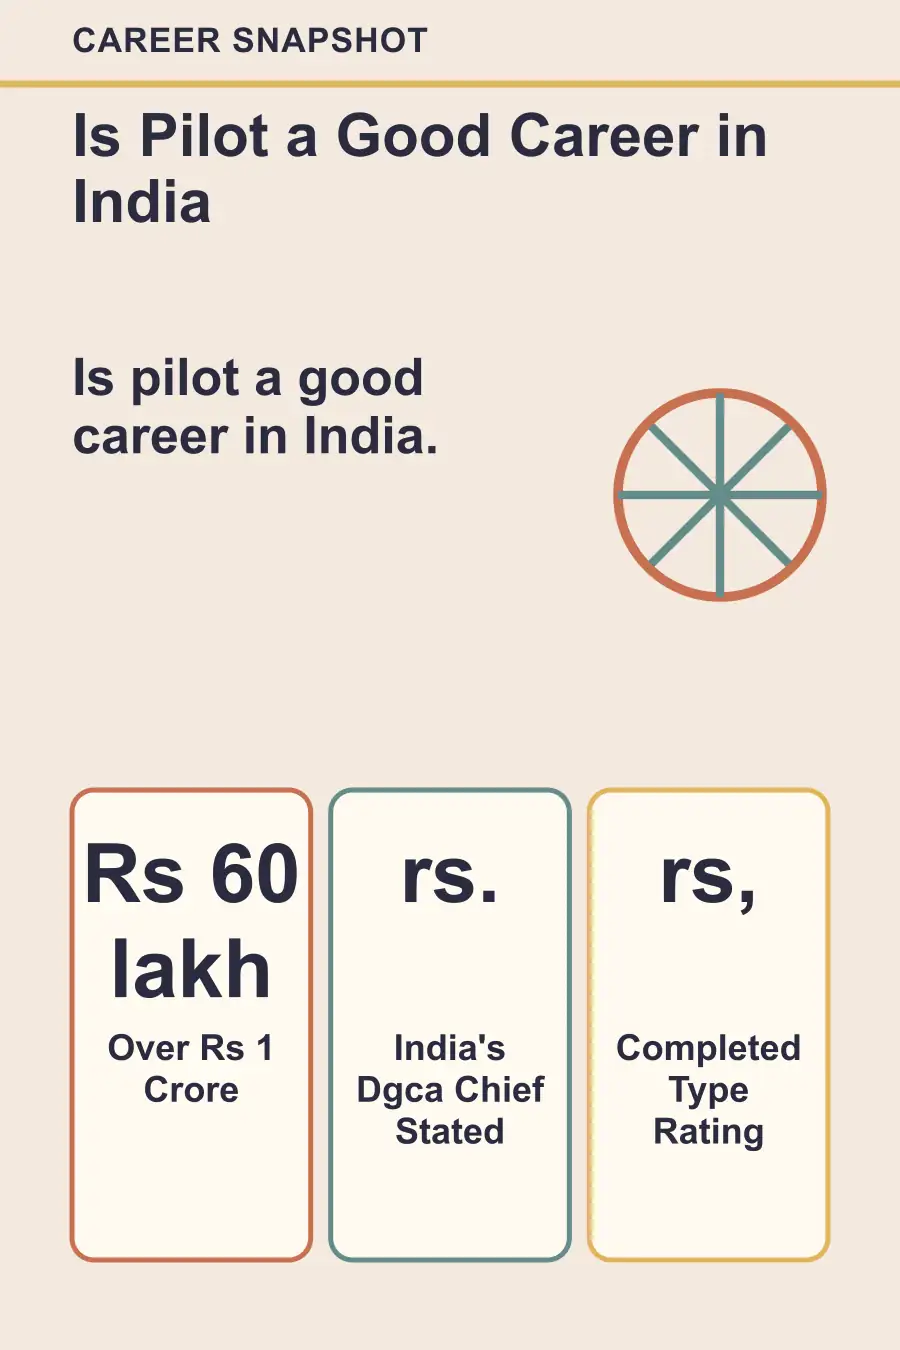 CAREER SNAPSHOT
Is Pilot a Good Career in
India
Is pilot a good
career in India.
Rs 60
lakh
Over Rs 1
Crore
rs.
India's
Dgca Chief
Stated
rs,
Completed
Type
Rating